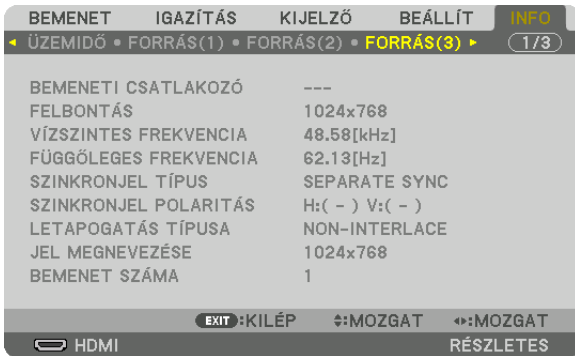 BEMENET IGAZÍTÁS KIJELZŐ BEÁLLÍT INFO
◄ ÜZEMIDŐ • FORRÁS(1) • FORRÁS(2) • FORRÁS(3) ► 1/3
BEMENETI CSATLAKOZÓ ---
FELBONTÁS 1024x768
VÍZSZINTES FREKVENCIA 48.58[kHz]
FÜGGŐLEGES FREKVENCIA 62.13[Hz]
SZINKRONJEL TÍPUS SEPARATE SYNC
SZINKRONJEL POLARITÁS H:( – ) V:( – )
LETAPOGATÁS TÍPUSA NON-INTERLACE
JEL MEGNEVEZÉSE 1024x768
BEMENET SZÁMA 1
EXIT :KILÉP :MOZGAT :MOZGAT
HDMI RÉSZLETES